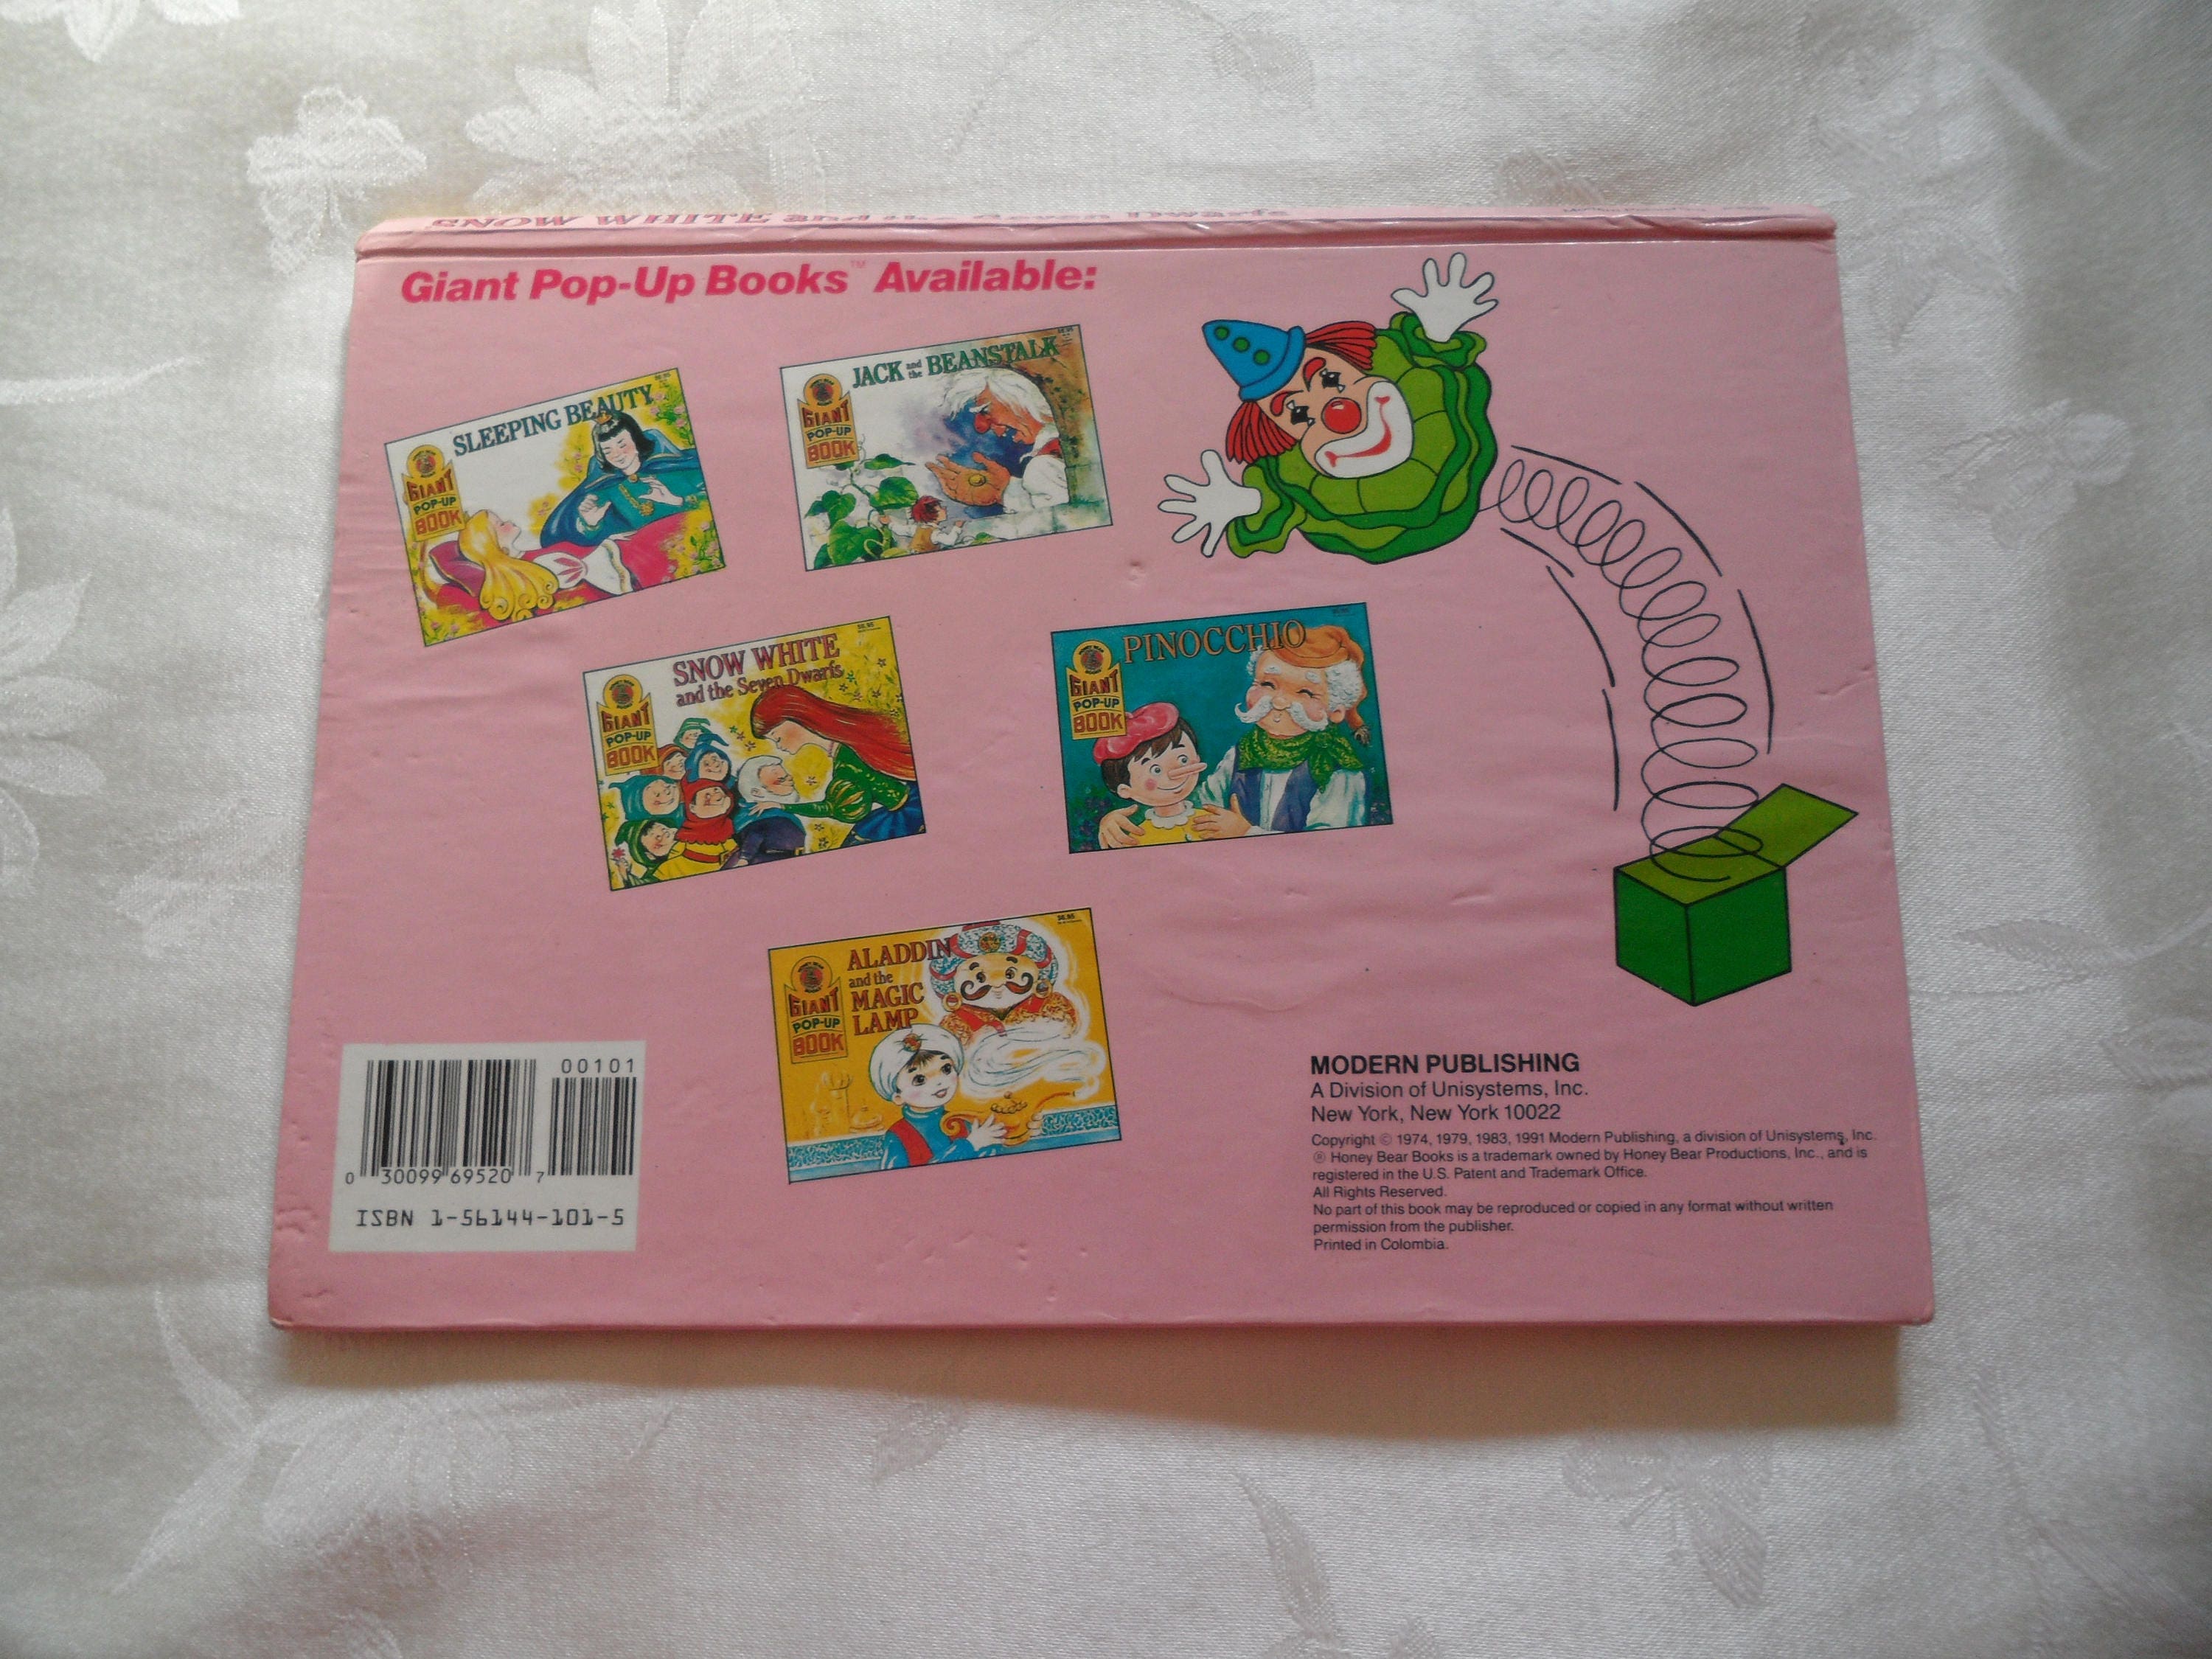 SNOW WHITE and the Seven Dwarfs
Giant Pop-Up Books™ Available:
SLEEPING BEAUTY
GIANT
POP-UP
BOOK
JACK and the BEANSTALK
GIANT
POP-UP
BOOK
SNOW WHITE
and the Seven Dwarfs
GIANT
POP-UP
BOOK
PINOCCHIO
GIANT
POP-UP
BOOK
ALADDIN
and the
MAGIC
LAMP
GIANT
POP-UP
BOOK
00101
0 30099 69520 7
ISBN 1-56144-101-5
MODERN PUBLISHING
A Division of Unisystems, Inc.
New York, New York 10022
Copyright © 1974, 1979, 1983, 1991 Modern Publishing, a division of Unisystems, Inc.
® Honey Bear Books is a trademark owned by Honey Bear Productions, Inc., and is
registered in the U.S. Patent and Trademark Office.
All Rights Reserved.
No part of this book may be reproduced or copied in any format without written
permission from the publisher.
Printed in Colombia.